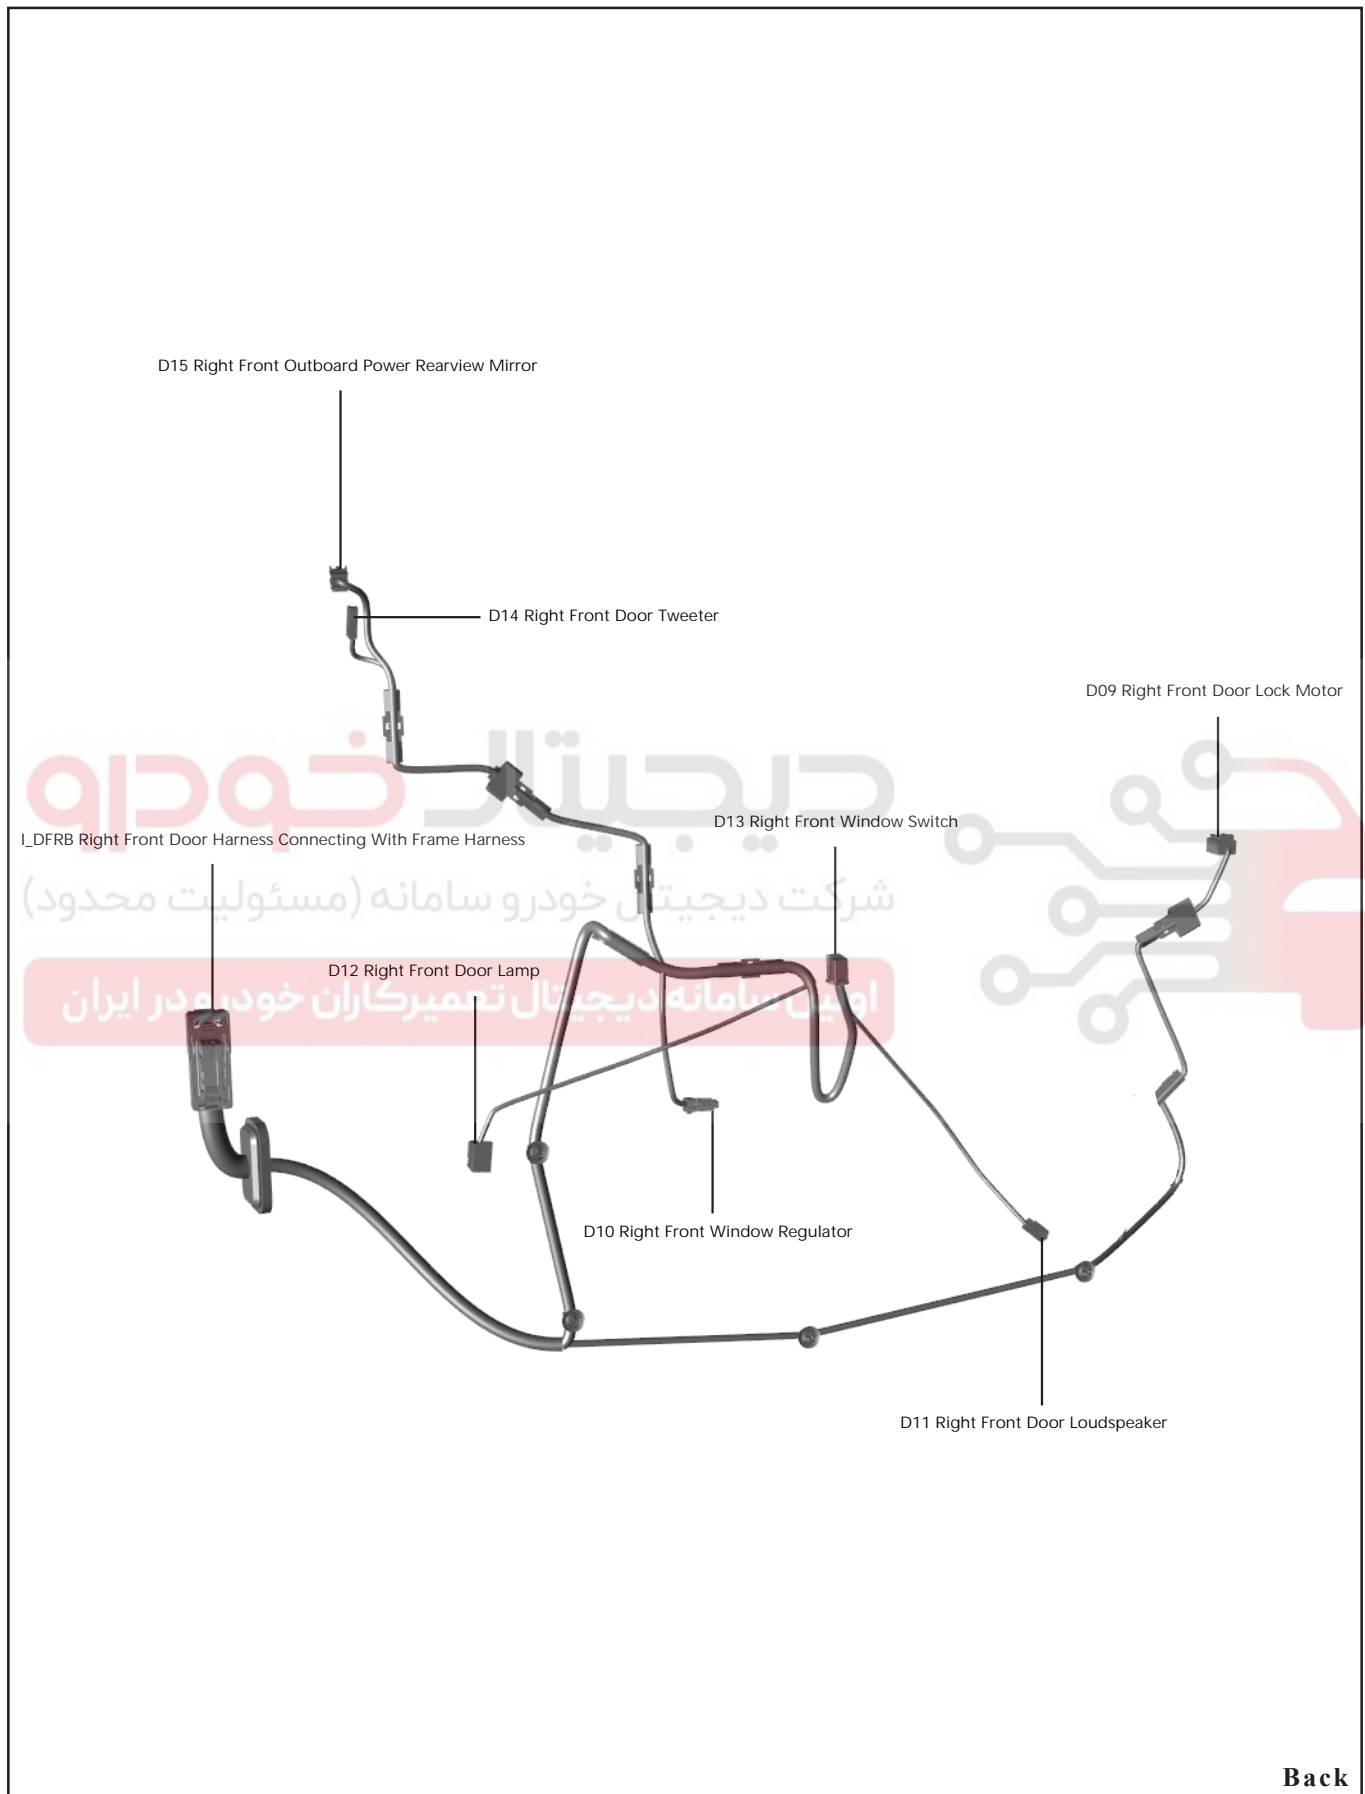 D15 Right Front Outboard Power Rearview Mirror
D14 Right Front Door Tweeter
D09 Right Front Door Lock Motor
دیجیتال خودرو
D13 Right Front Window Switch
I_DFRB Right Front Door Harness Connecting With Frame Harness
شرکت دیجیتال خودرو سامانه (مسئولیت محدود)
D12 Right Front Door Lamp
اولین سامانه دیجیتال تعمیرکاران خودرو در ایران
D10 Right Front Window Regulator
D11 Right Front Door Loudspeaker
Back